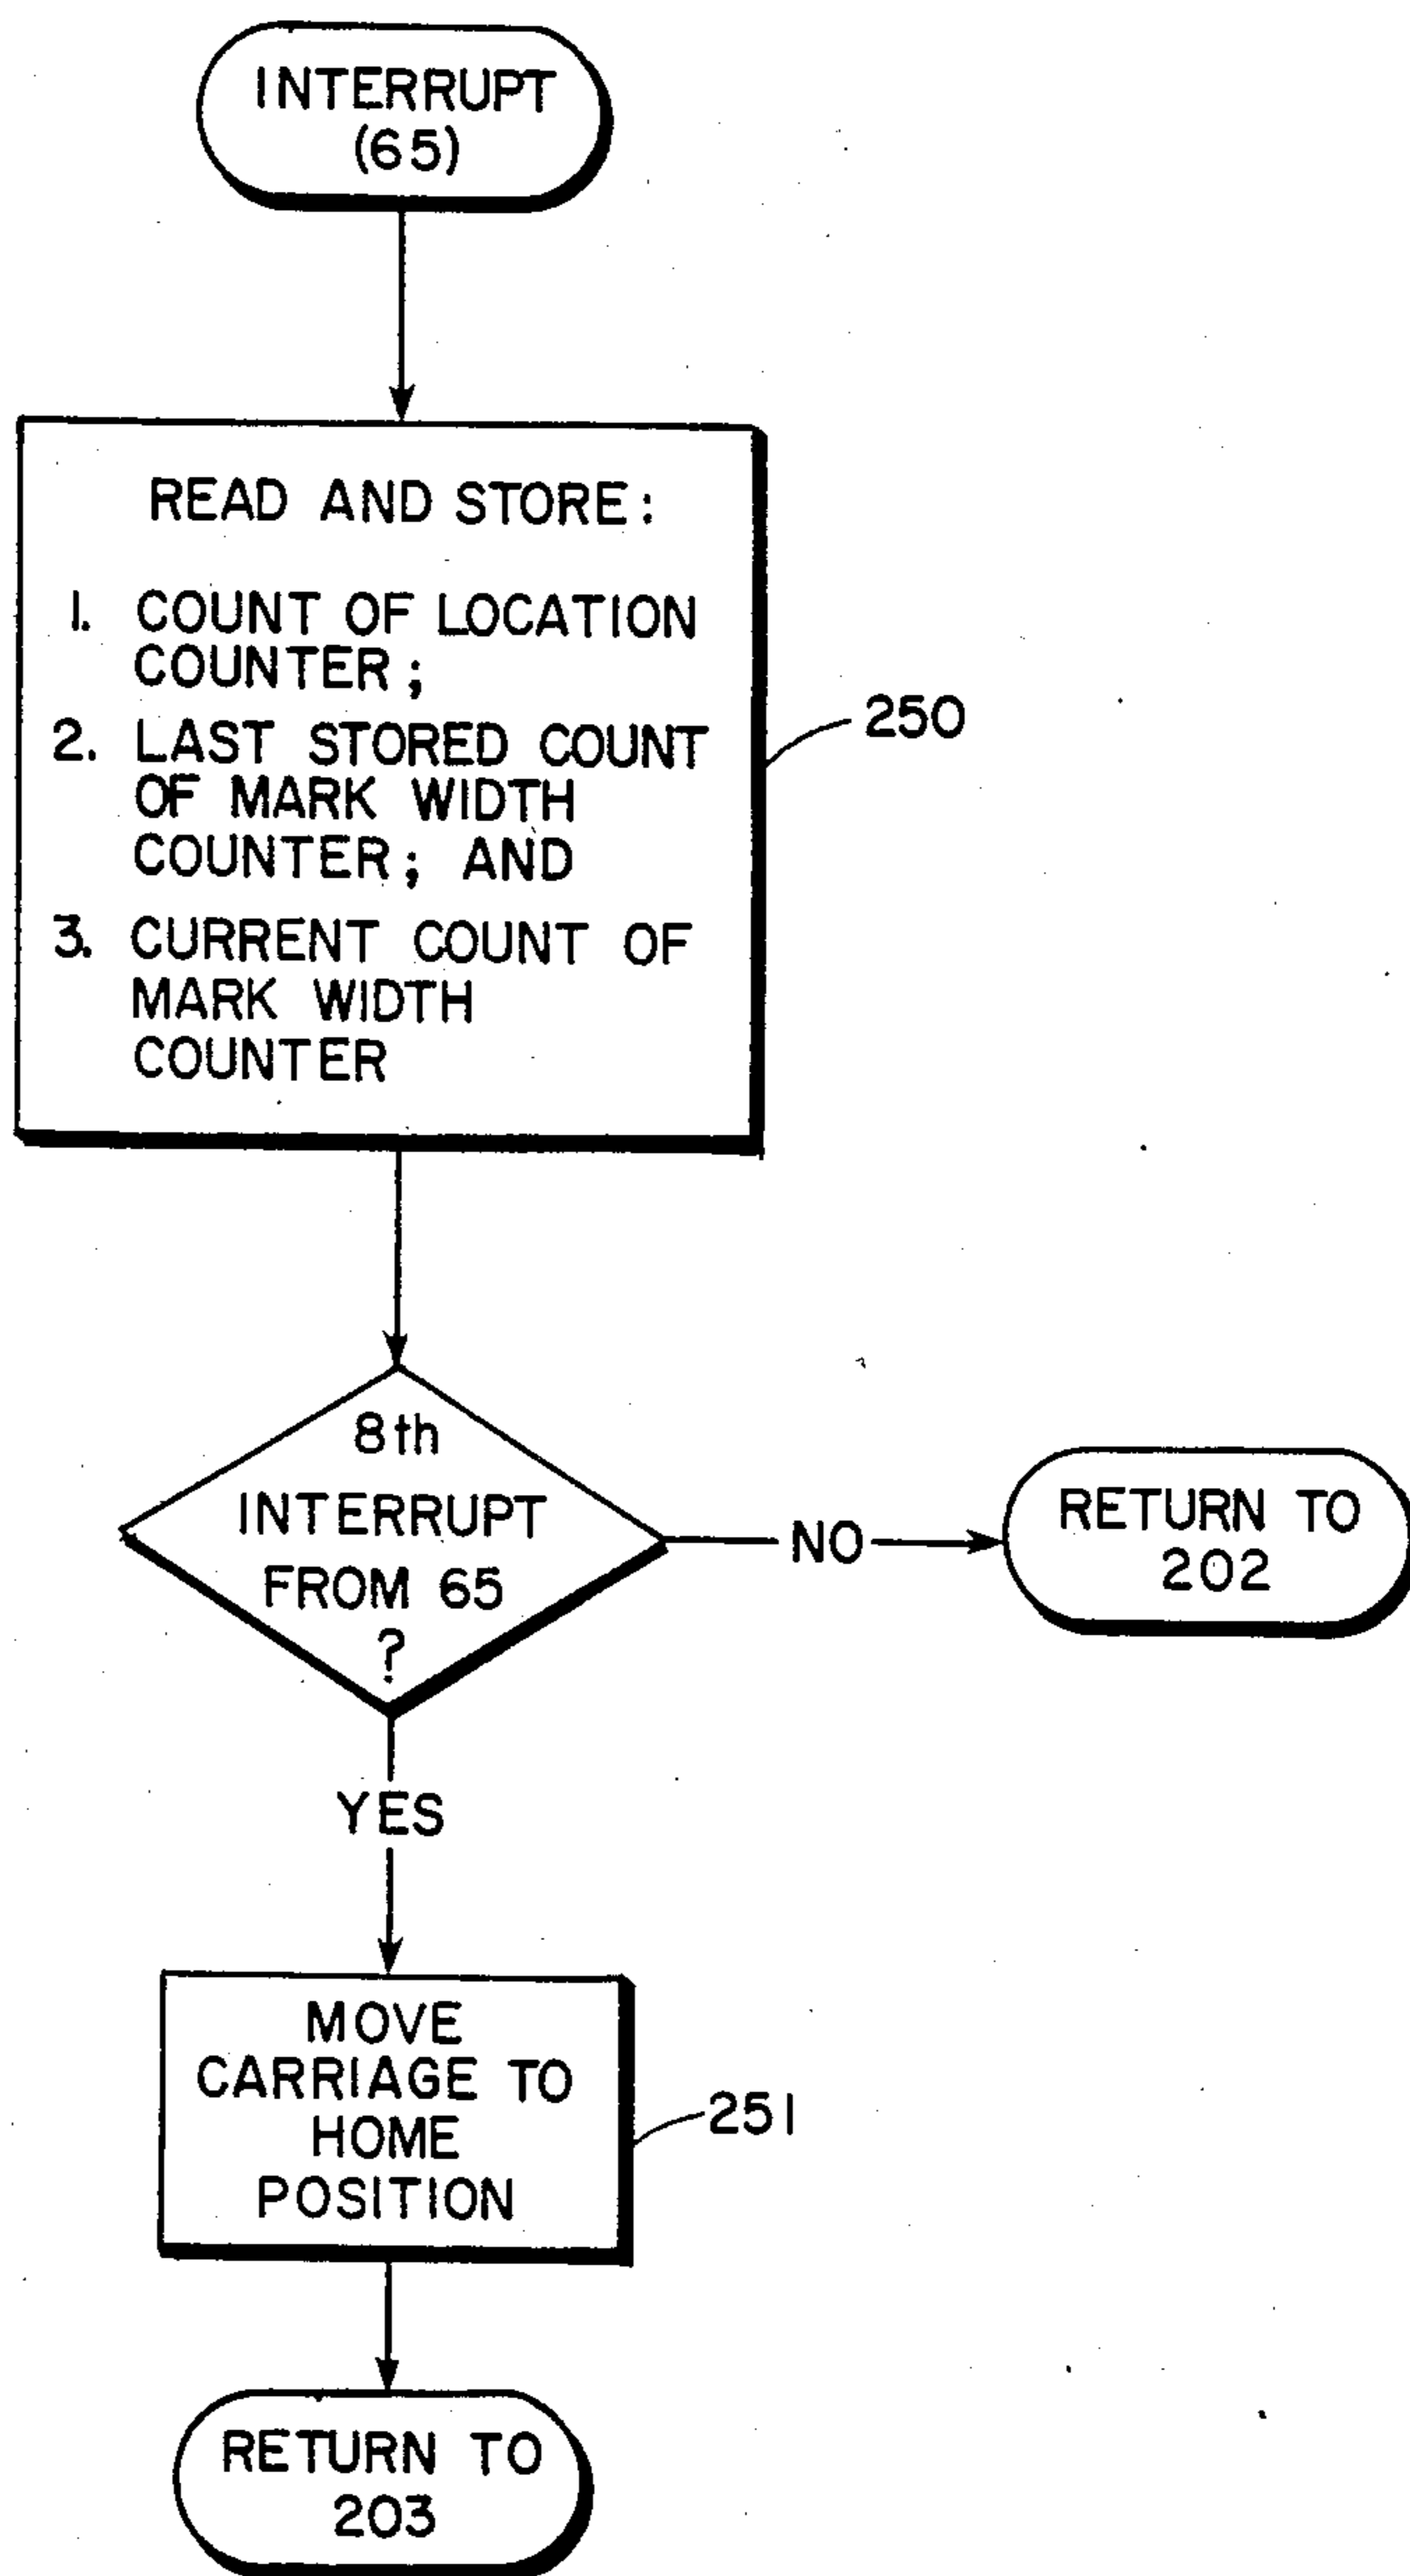 INTERRUPT
(65)
READ AND STORE:
1. COUNT OF LOCATION
COUNTER;
2. LAST STORED COUNT
OF MARK WIDTH
COUNTER; AND
3. CURRENT COUNT OF
MARK WIDTH
COUNTER
250
8th
INTERRUPT
FROM 65
?
NO
RETURN TO
202
YES
MOVE
CARRIAGE TO
HOME
POSITION
251
RETURN TO
203